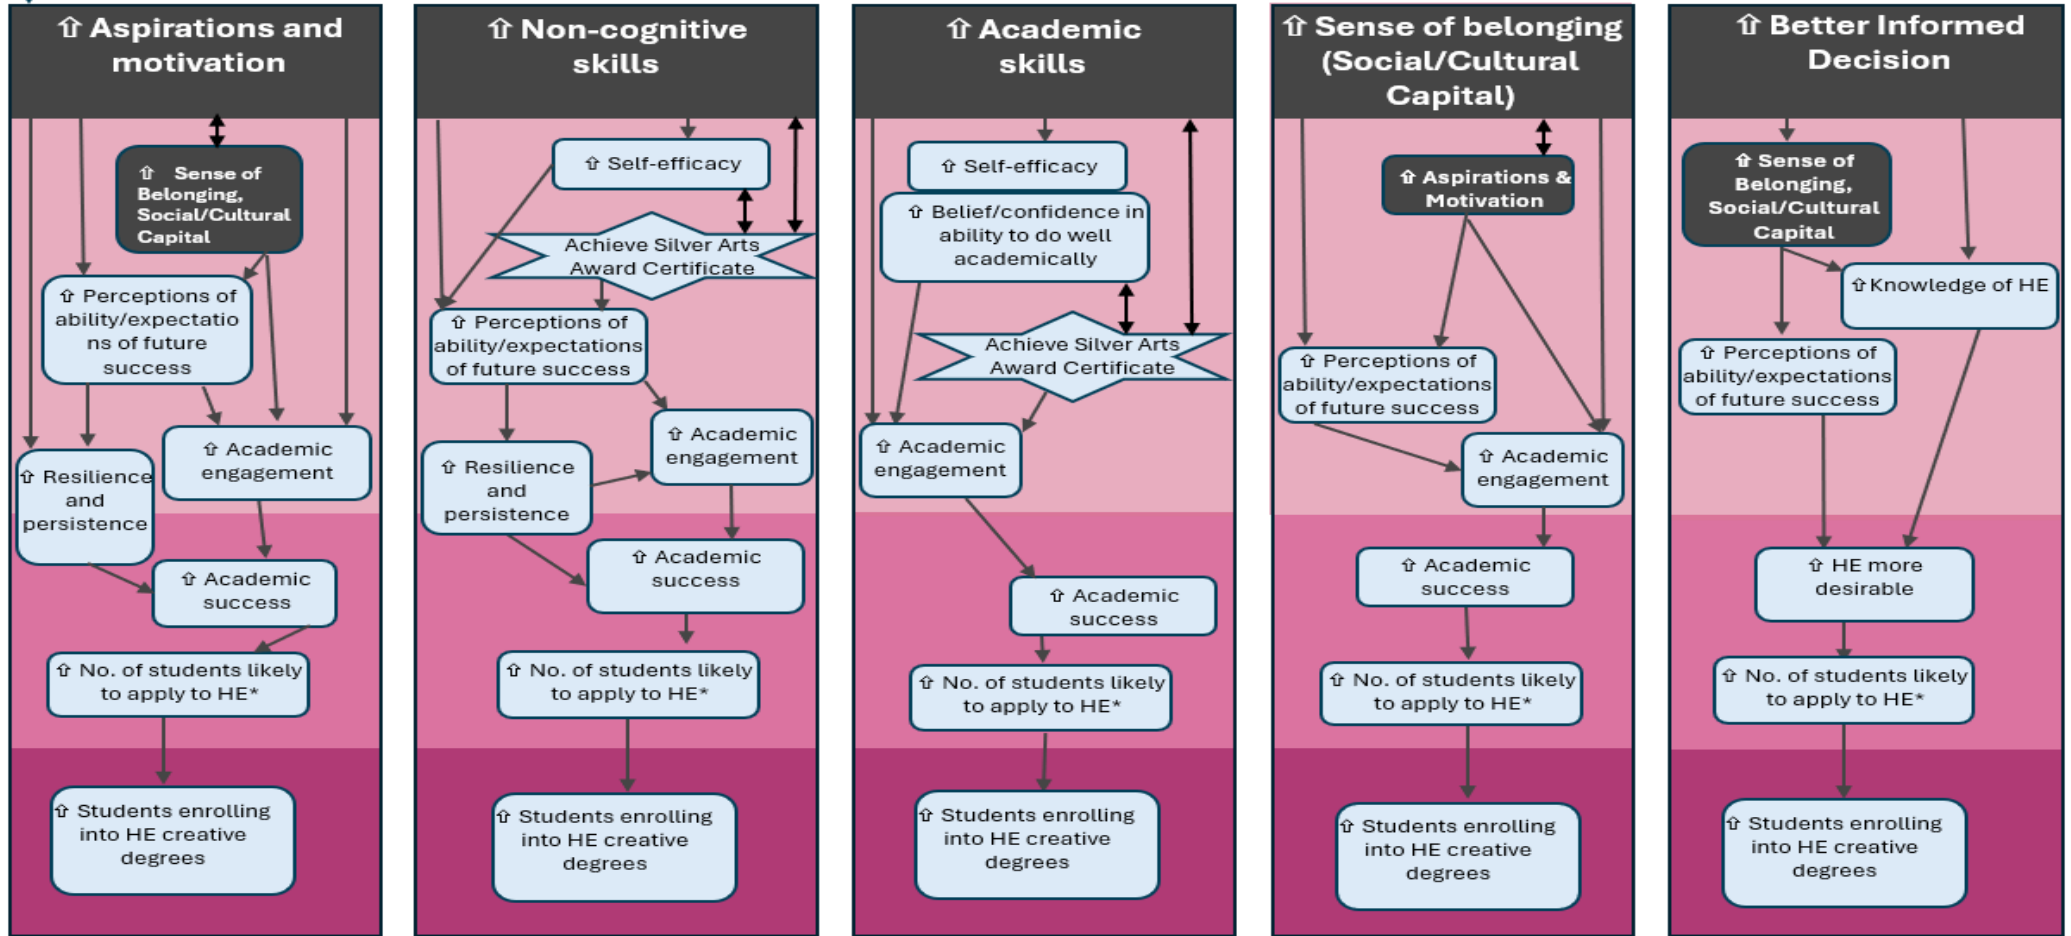 ⇧ Aspirations and
motivation
⇧ Sense of
Belonging,
Social/Cultural
Capital
⇧ Perceptions of
ability/expectatio
ns of future
success
⇧ Academic
engagement
⇧ Resilience
and
persistence
⇧ Academic
success
⇧ No. of students likely
to apply to HE*
⇧ Students enrolling
into HE creative
degrees
⇧ Non-cognitive
skills
⇧ Self-efficacy
Achieve Silver Arts
Award Certificate
⇧ Perceptions of
ability/expectations
of future success
⇧ Academic
engagement
⇧ Resilience
and
persistence
⇧ Academic
success
⇧ No. of students likely
to apply to HE*
⇧ Students enrolling
into HE creative
degrees
⇧ Academic
skills
⇧ Self-efficacy
⇧ Belief/confidence in
ability to do well
academically
Achieve Silver Arts
Award Certificate
⇧ Academic
engagement
⇧ Academic
success
⇧ No. of students likely
to apply to HE*
⇧ Students enrolling
into HE creative
degrees
⇧ Sense of belonging
(Social/Cultural
Capital)
⇧ Aspirations &
Motivation
⇧ Perceptions of
ability/expectations
of future success
⇧ Academic
engagement
⇧ Academic
success
⇧ No. of students likely
to apply to HE*
⇧ Students enrolling
into HE creative
degrees
⇧ Better Informed
Decision
⇧ Sense of
Belonging,
Social/Cultural
Capital
⇧Knowledge of HE
⇧ Perceptions of
ability/expectations
of future success
⇧ HE more
desirable
⇧ No. of students likely
to apply to HE*
⇧ Students enrolling
into HE creative
degrees